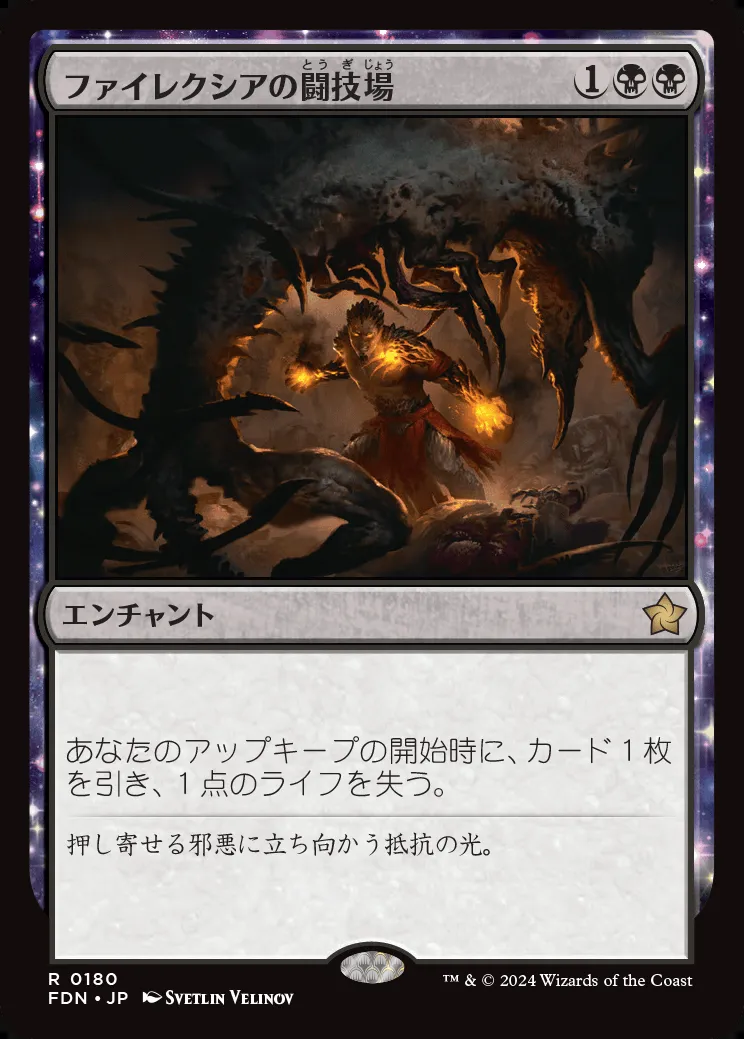 とうぎじょう
ファイレクシアの闘技場 1
エンチャント
あなたのアップキープの開始時に、カード1枚
を引き、1点のライフを失う。
押し寄せる邪悪に立ち向かう抵抗の光。
R 0180
FDN • JP Svetlin Velinov
™ & © 2024 Wizards of the Coast